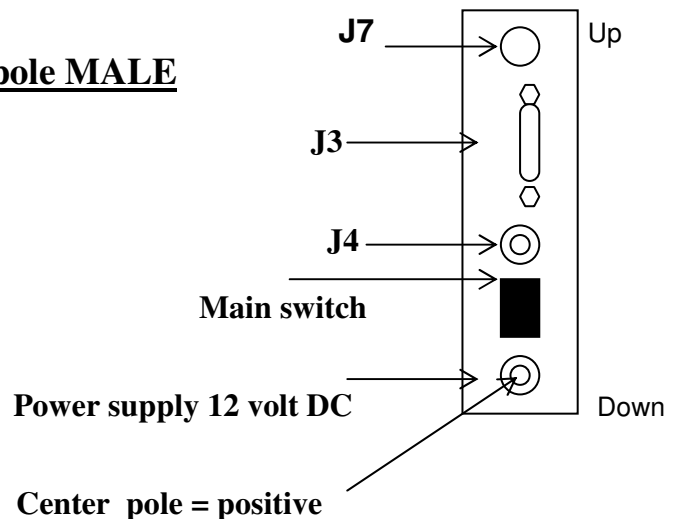 J7
Up
pole MALE
J3
J4
Main switch
Power supply 12 volt DC
Down
Center pole = positive